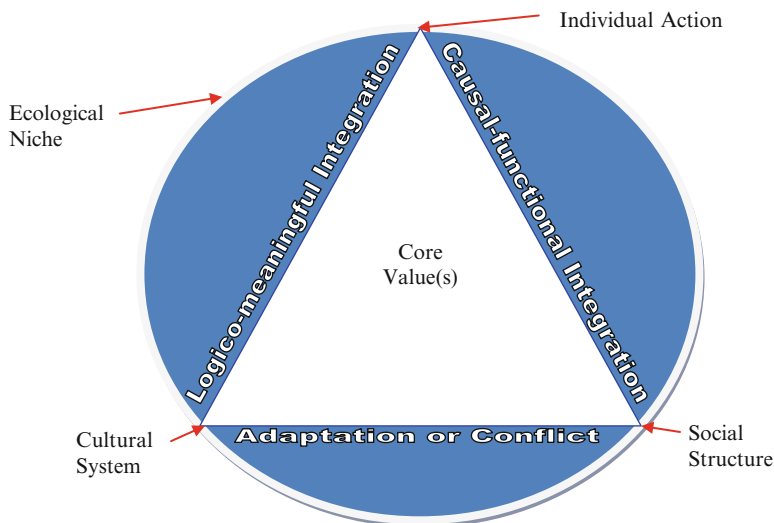 Individual Action
Ecological
Niche
Logico-meaningful Integration
Causal-functional Integration
Core
Value(s)
Cultural
System
Adaptation or Conflict
Social
Structure